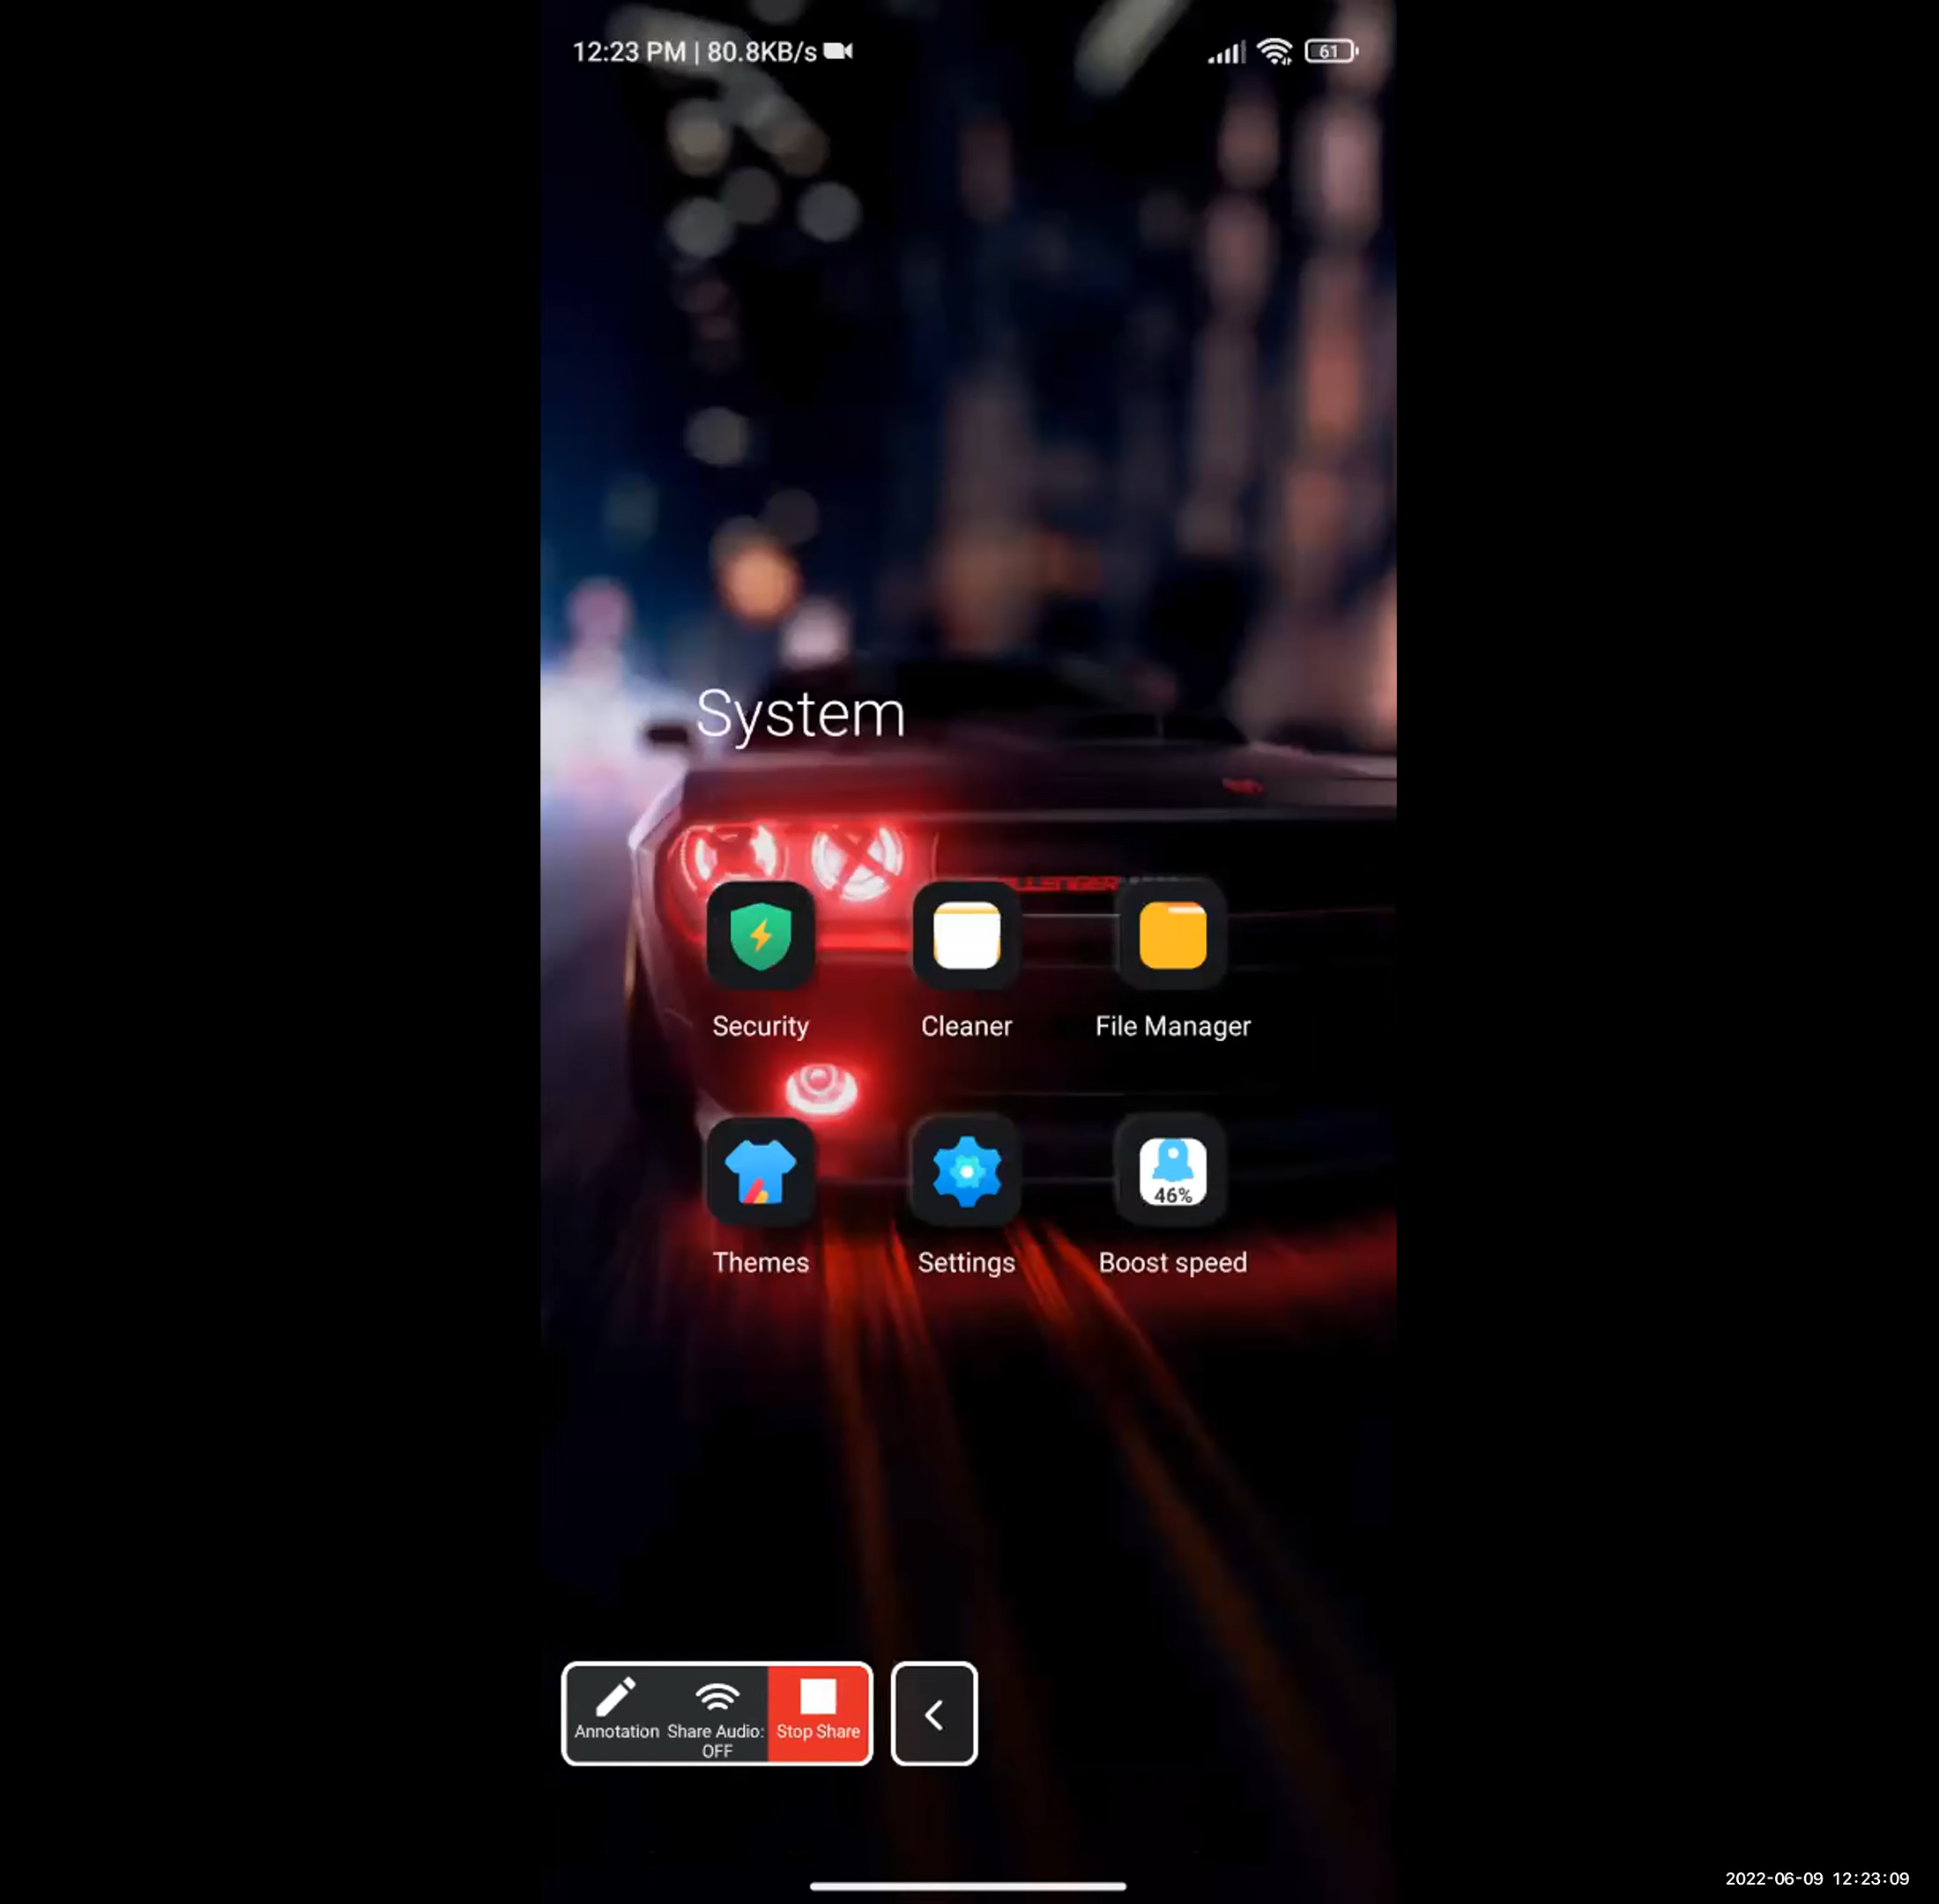 12:23 PM | 80.8KB/s
61
System
Security
Cleaner
File Manager
46%
Themes
Settings
Boost speed
Annotation
Share Audio: OFF
Stop Share
2022-06-09 12:23:09